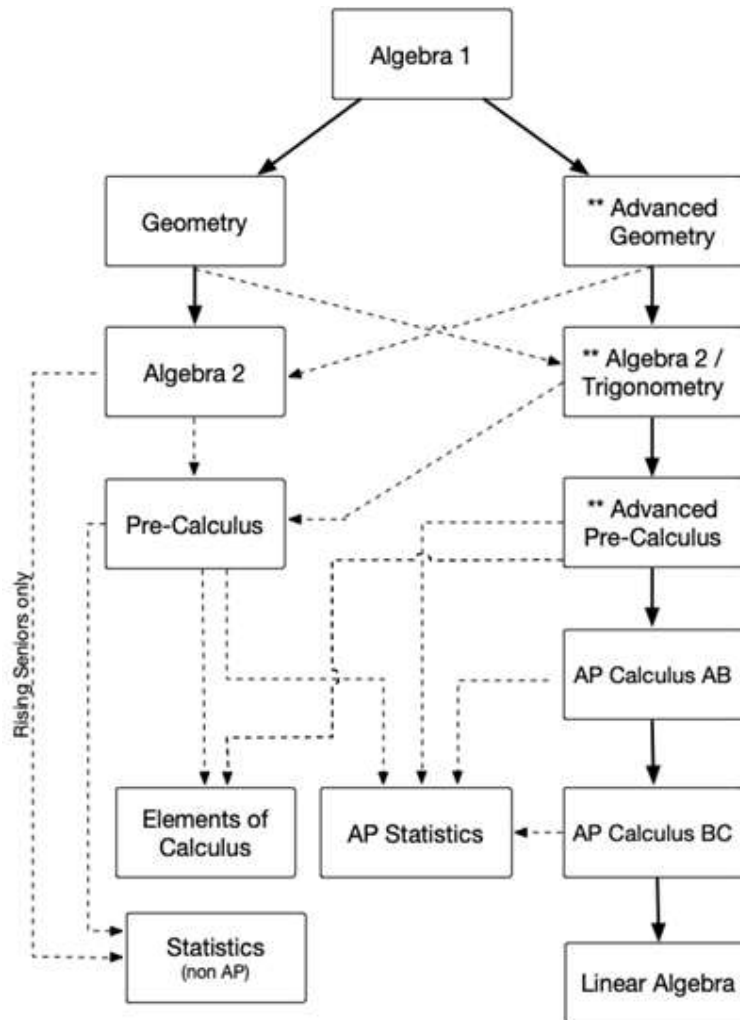 Algebra 1
Geometry
** Advanced
Geometry
Algebra 2
** Algebra 2 /
Trigonometry
Pre-Calculus
** Advanced
Pre-Calculus
Rising Seniors only
AP Calculus AB
Elements of
Calculus
AP Statistics
AP Calculus BC
Statistics
(non AP)
Linear Algebra